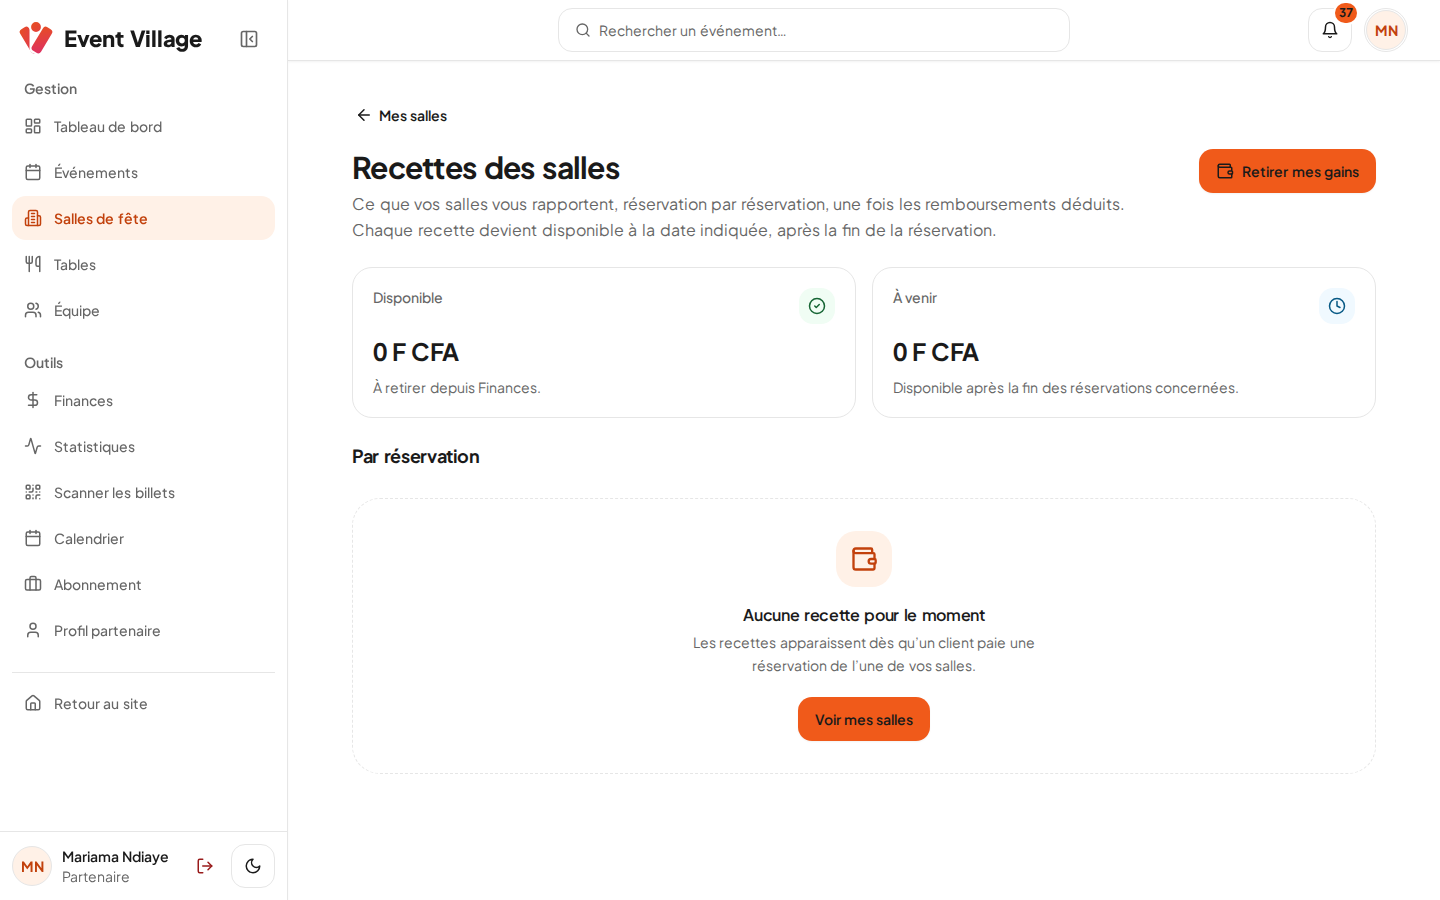 Event Village
Rechercher un événement…
37
MN
Gestion
Tableau de bord
Événements
Salles de fête
Tables
Équipe
Outils
Finances
Statistiques
Scanner les billets
Calendrier
Abonnement
Profil partenaire
Retour au site
MN
Mariama Ndiaye
Partenaire
Mes salles
Recettes des salles
Retirer mes gains
Ce que vos salles vous rapportent, réservation par réservation, une fois les remboursements déduits.
Chaque recette devient disponible à la date indiquée, après la fin de la réservation.
Disponible
0 F CFA
À retirer depuis Finances.
À venir
0 F CFA
Disponible après la fin des réservations concernées.
Par réservation
Aucune recette pour le moment
Les recettes apparaissent dès qu’un client paie une
réservation de l’une de vos salles.
Voir mes salles